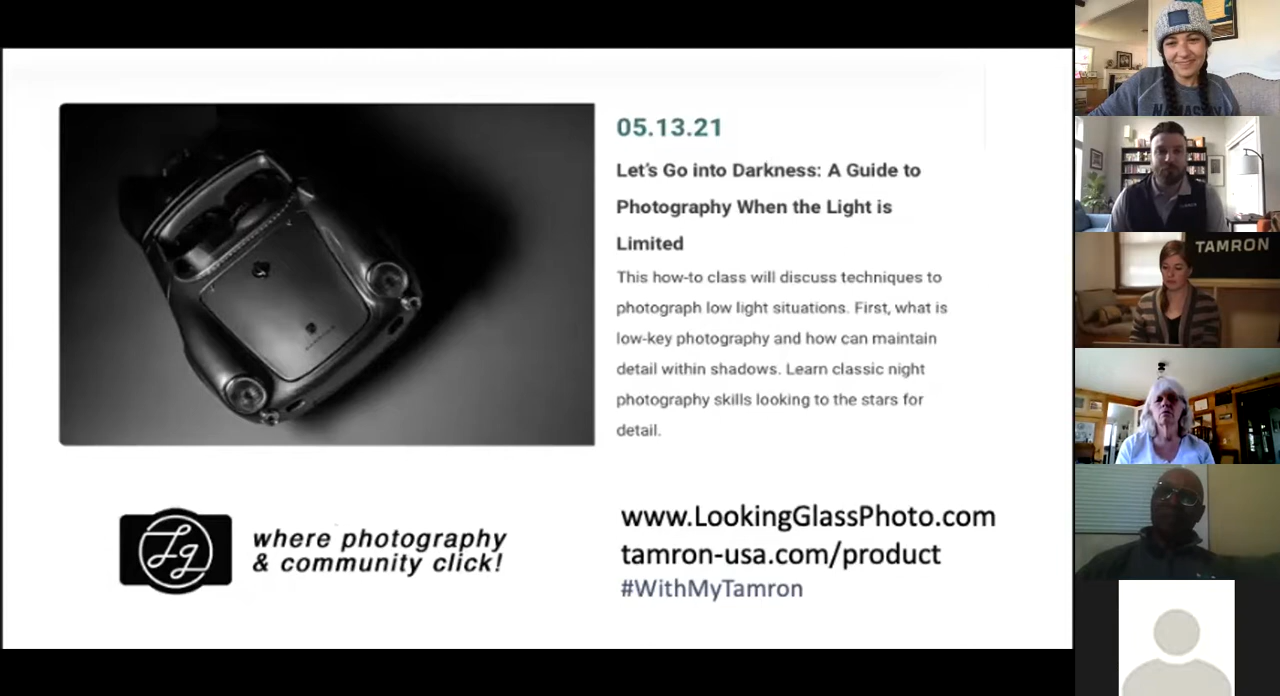 05.13.21
Let's Go into Darkness: A Guide to
Photography When the Light is
Limited
This how-to class will discuss techniques to
photograph low light situations. First, what is
low-key photography and how can maintain
detail within shadows. Learn classic night
photography skills looking to the stars for
detail.
Lg
where photography
& community click!
www.LookingGlassPhoto.com
tamron-usa.com/product
#WithMyTamron
TAMRON